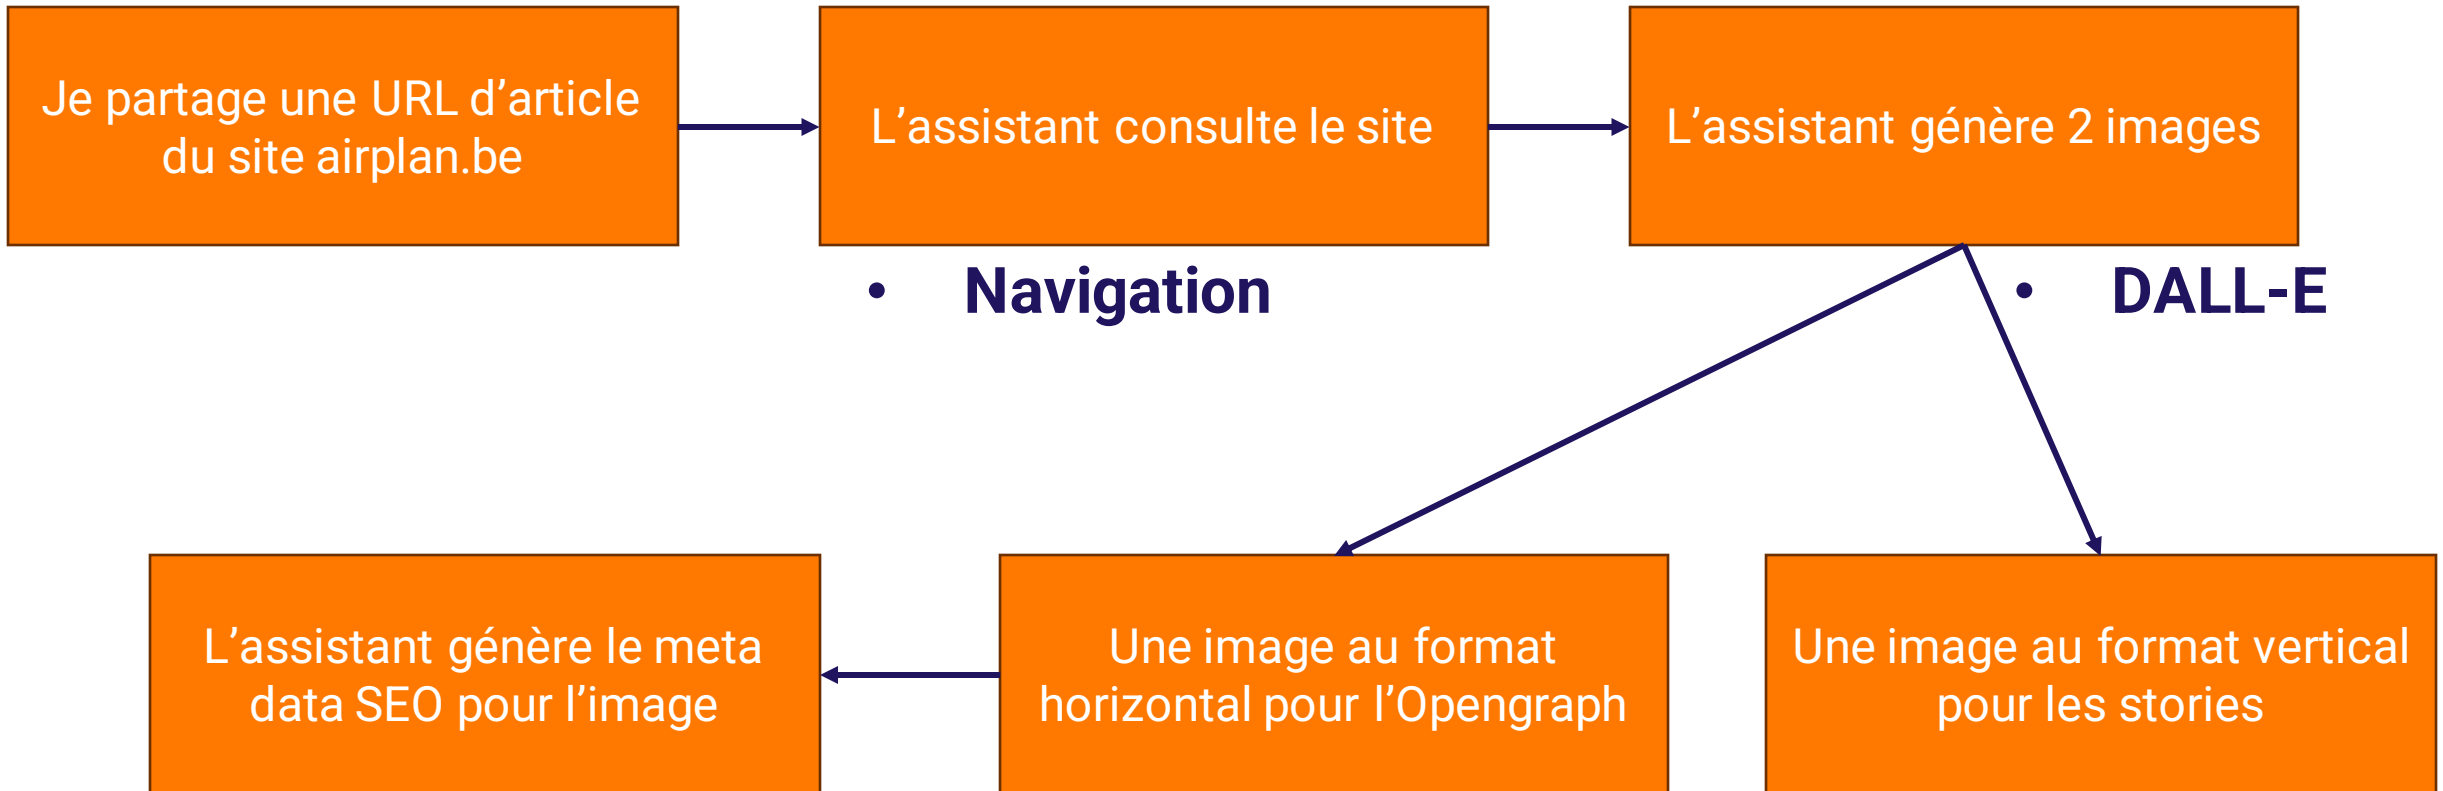 Je partage une URL d’article
du site airplan.be
L’assistant consulte le site
L’assistant génère 2 images
• Navigation
• DALL-E
L’assistant génère le meta
data SEO pour l’image
Une image au format
horizontal pour l’Opengraph
Une image au format vertical
pour les stories